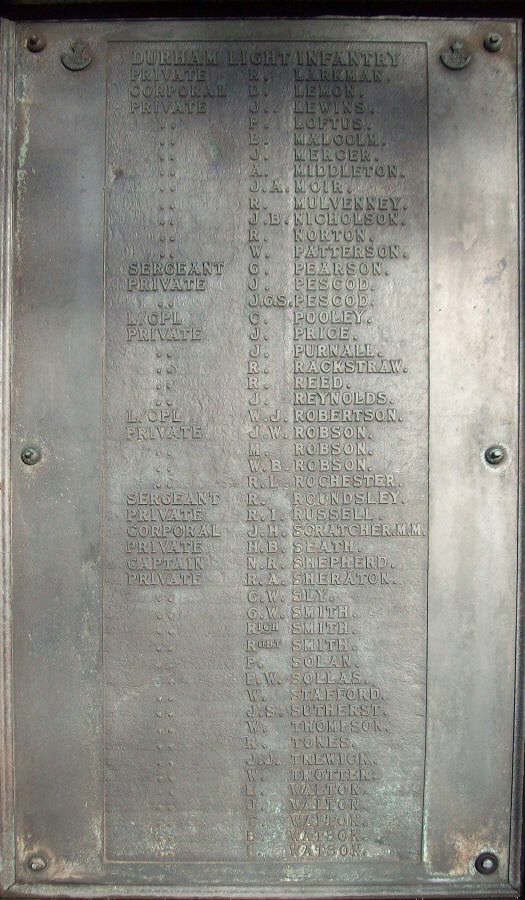 DURHAM LIGHT INFANTRY
PRIVATE R. LARKMAN.
CORPORAL D. LEMON.
PRIVATE J. LEWINS.
.. P. LOFTUS.
.. E. MALCOLM.
.. J. MERCER.
.. A. MIDDLETON.
.. J.A. MOIR.
.. R. MULVENNEY.
.. J.B. NICHOLSON.
.. R. NORTON.
.. W. PATTERSON.
SERGEANT G. PEARSON.
PRIVATE J. PESCOD.
.. J.G.S. PESCOD.
L/CPL C. POOLEY.
PRIVATE J. PRICE.
.. J. PURNALL.
.. R. RACKSTRAW.
.. R. REED.
.. J. REYNOLDS.
L/CPL W.J. ROBERTSON.
PRIVATE J.W. ROBSON.
.. M. ROBSON.
.. W.B. ROBSON.
.. R.L. ROCHESTER.
SERGEANT R. ROUNDSLEY.
PRIVATE R.I. RUSSELL.
CORPORAL J.H. SCRATCHER.M.M.
PRIVATE H.B. SEATH.
CAPTAIN N.R. SHEPHERD.
PRIVATE R.A. SHERATON.
.. G.W. SLY.
.. G.W. SMITH.
.. RICH SMITH.
.. ROBT SMITH.
.. P. SOLAN.
.. P.W. SOLLAS.
.. W. STAFFORD.
.. J.S. SUTHERST.
.. W. THOMPSON.
.. TONES.
.. J.J. TREWICK.
.. W. TROTTER.
.. WALTON.
.. J. WALTON.
.. WALTON.
.. WATSON.
.. WATSON.